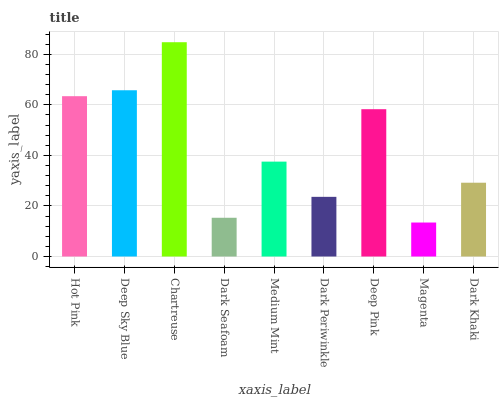 title
yaxis_label
80
60
40
20
0
Hot Pink
Deep Sky Blue
Chartreuse
Dark Seafoam
Medium Mint
Dark Periwinkle
Deep Pink
Magenta
Dark Khaki
xaxis_label